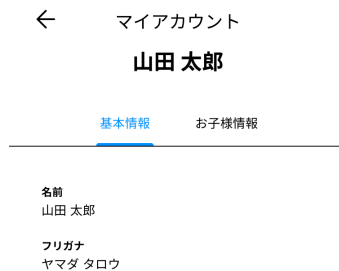 マイアカウント
山田 太郎
基本情報 お子様情報
名前
山田 太郎
フリガナ
ヤマダ タロウ